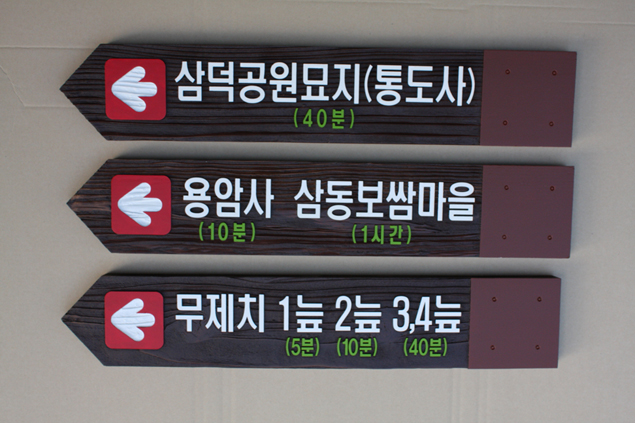 삼덕공원묘지(통도사)
(40분)
용암사 삼동보쌈마을
(10분) (1시간)
무제치 1늪 2늪 3,4늪
(5분) (10분) (40분)